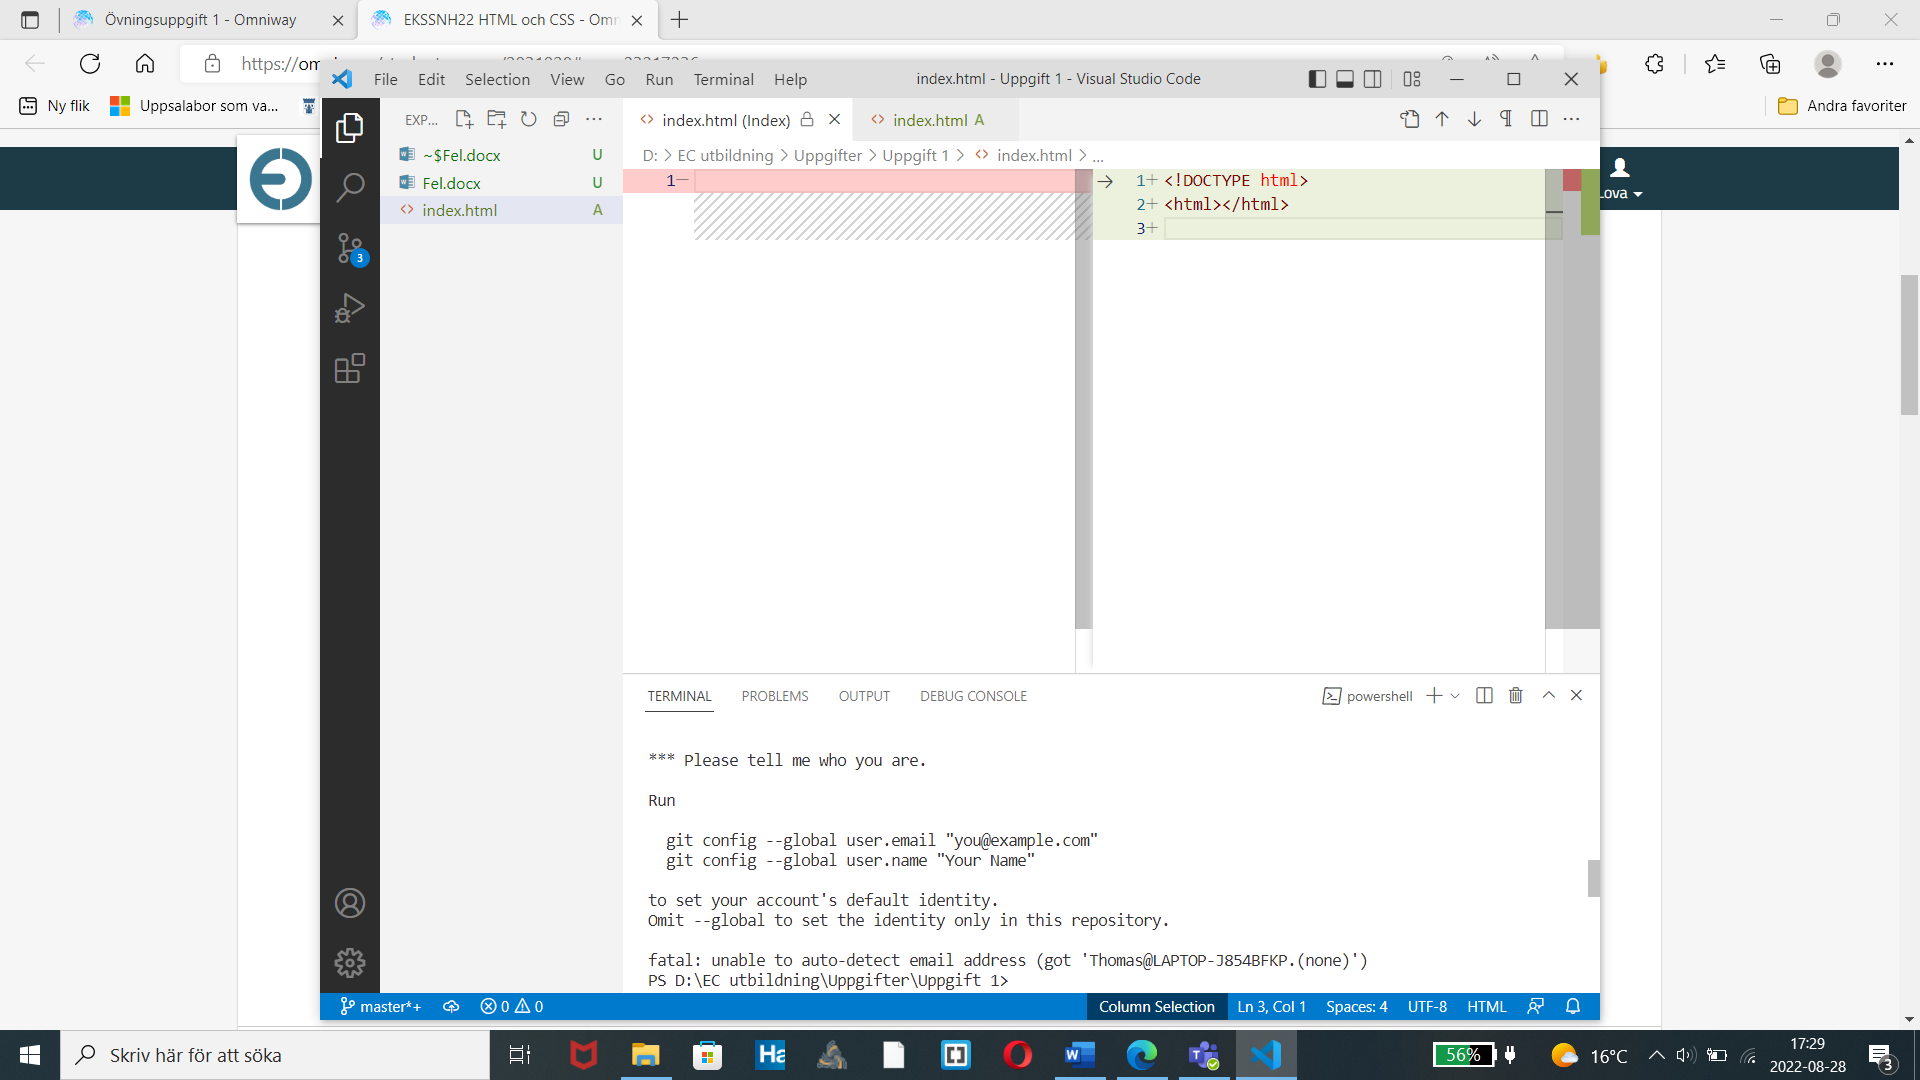 Övningsuppgift 1 - Omniway
EKSSNH22 HTML och CSS - Omn
Ny flik
Uppsalabor som va...
Andra favoriter
File Edit Selection View Go Run Terminal Help
index.html - Uppgift 1 - Visual Studio Code
EXP...
index.html (Index)
index.html A
~$Fel.docx U
Fel.docx U
index.html A
D: > EC utbildning > Uppgifter > Uppgift 1 > index.html > ...
1−
1+ <!DOCTYPE html>
2+ <html></html>
3+
3
Lova
TERMINAL PROBLEMS OUTPUT DEBUG CONSOLE
powershell
*** Please tell me who you are.
Run
git config --global user.email "you@example.com"
git config --global user.name "Your Name"
to set your account's default identity.
Omit --global to set the identity only in this repository.
fatal: unable to auto-detect email address (got 'Thomas@LAPTOP-J854BFKP.(none)')
PS D:\EC utbildning\Uppgifter\Uppgift 1>
master*+ 0 0
Column Selection Ln 3, Col 1 Spaces: 4 UTF-8 HTML
Skriv här för att söka
Ha
56%
16°C
17:29
2022-08-28
3